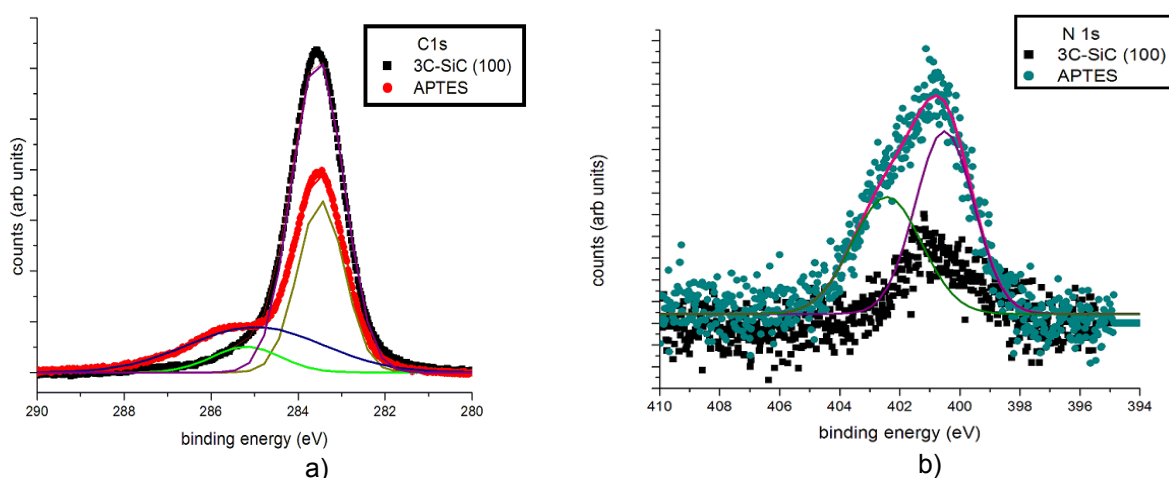 C1s
3C-SiC (100)
APTES
counts (arb units)
290
288
286
284
282
280
binding energy (eV)
a)
N 1s
3C-SiC (100)
APTES
counts (arb units)
410
408
406
404
402
400
398
396
394
binding energy (eV)
b)